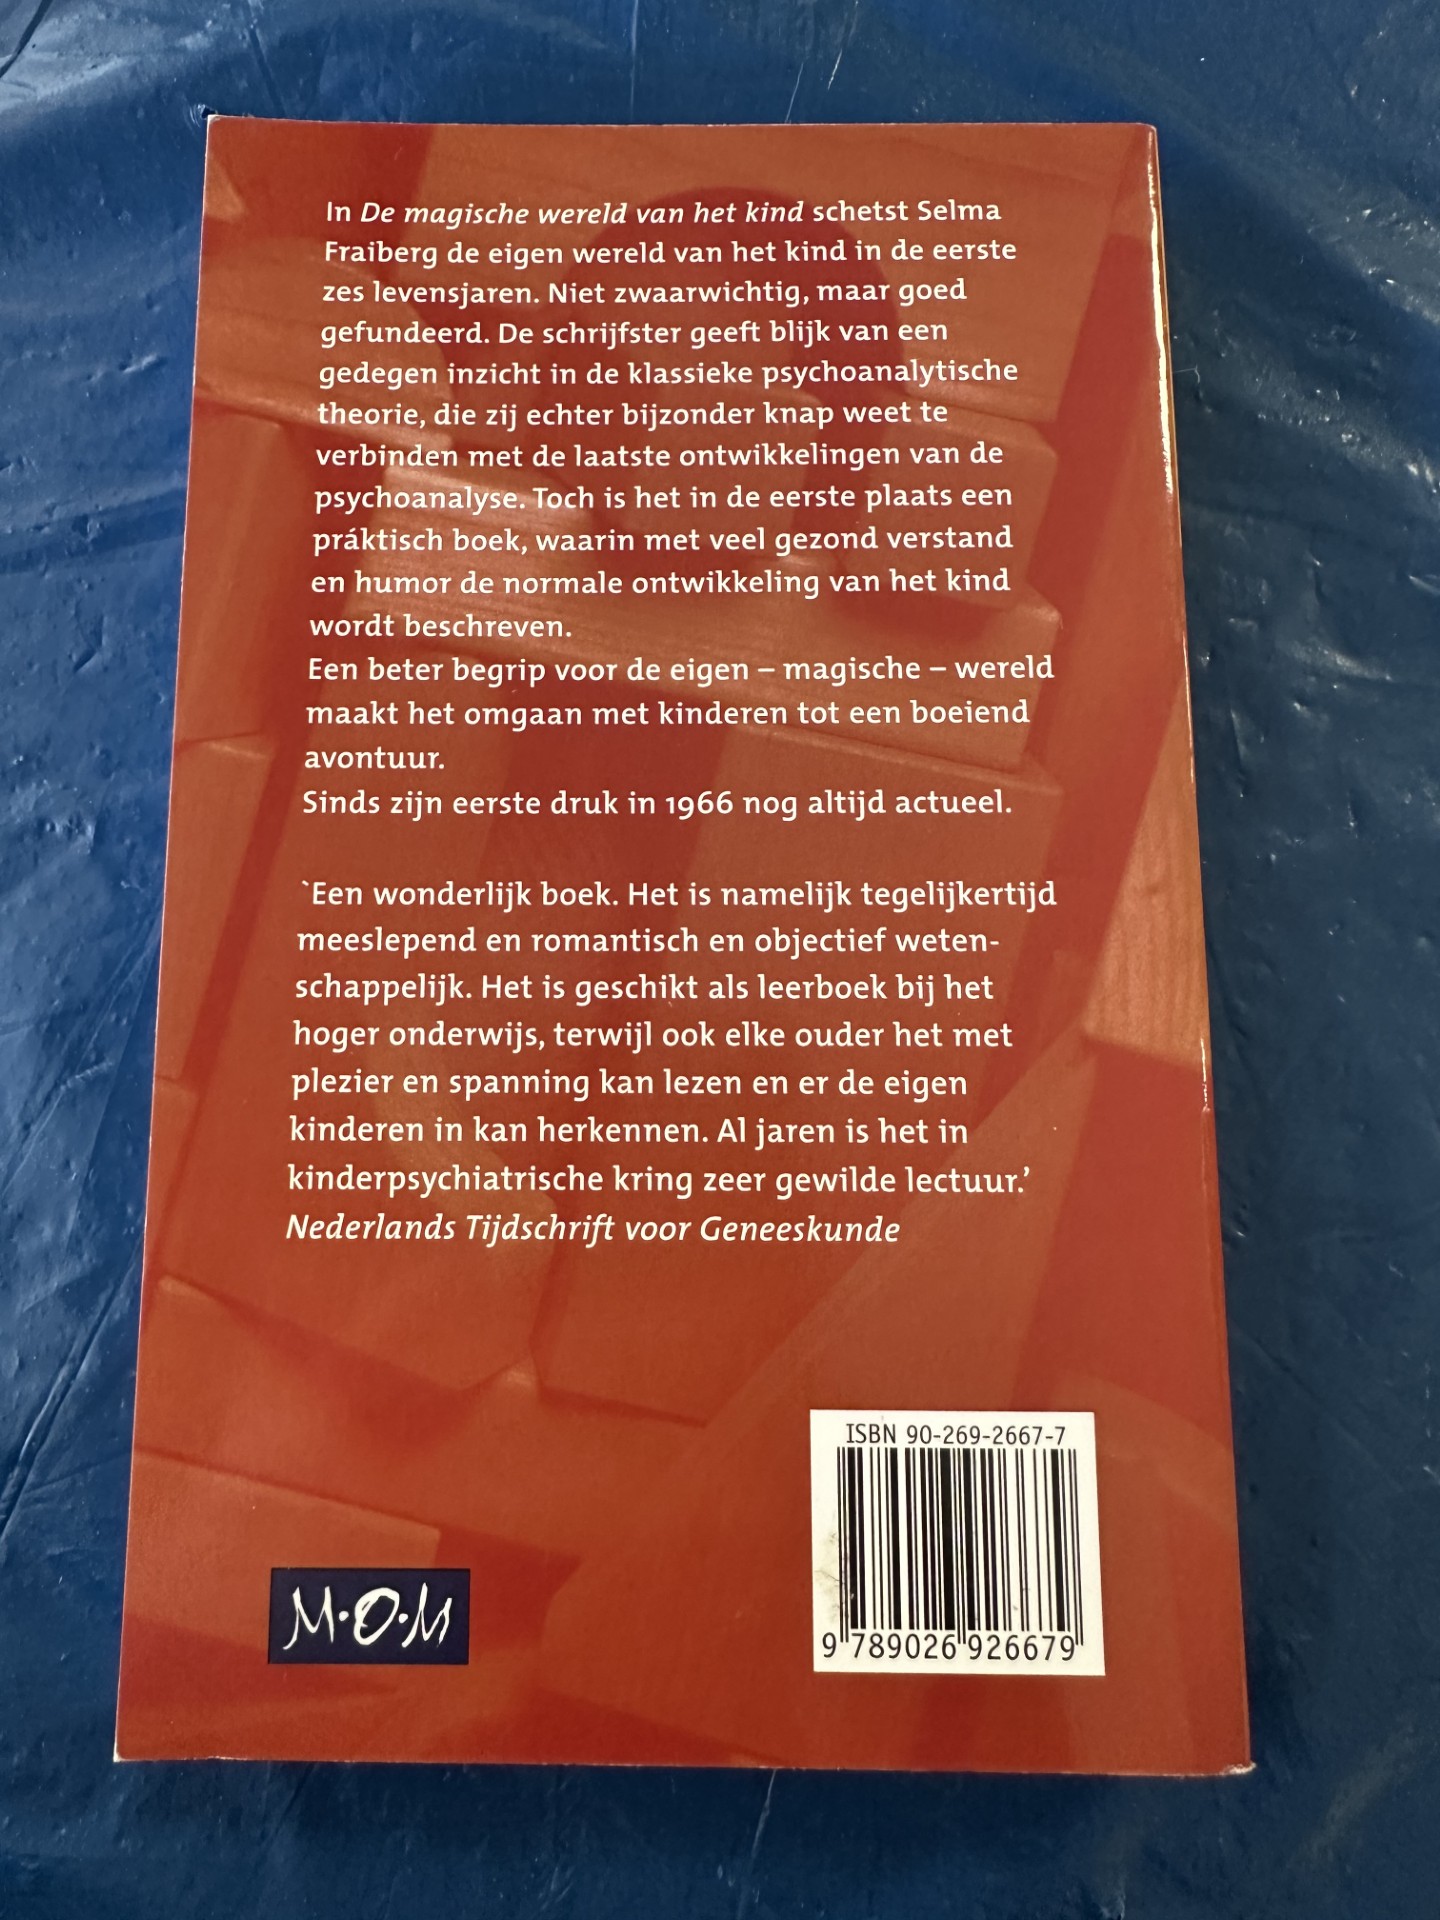 In De magische wereld van het kind schetst Selma
Fraiberg de eigen wereld van het kind in de eerste
zes levensjaren. Niet zwaarwichtig, maar goed
gefundeerd. De schrijfster geeft blijk van een
gedegen inzicht in de klassieke psychoanalytische
theorie, die zij echter bijzonder knap weet te
verbinden met de laatste ontwikkelingen van de
psychoanalyse. Toch is het in de eerste plaats een
práktisch boek, waarin met veel gezond verstand
en humor de normale ontwikkeling van het kind
wordt beschreven.
Een beter begrip voor de eigen – magische – wereld
maakt het omgaan met kinderen tot een boeiend
avontuur.
Sinds zijn eerste druk in 1966 nog altijd actueel.
`Een wonderlijk boek. Het is namelijk tegelijkertijd
meeslepend en romantisch en objectief weten-
schappelijk. Het is geschikt als leerboek bij het
hoger onderwijs, terwijl ook elke ouder het met
plezier en spanning kan lezen en er de eigen
kinderen in kan herkennen. Al jaren is het in
kinderpsychiatrische kring zeer gewilde lectuur.’
Nederlands Tijdschrift voor Geneeskunde
ISBN 90-269-2667-7
9 789026 926679
M·O·M